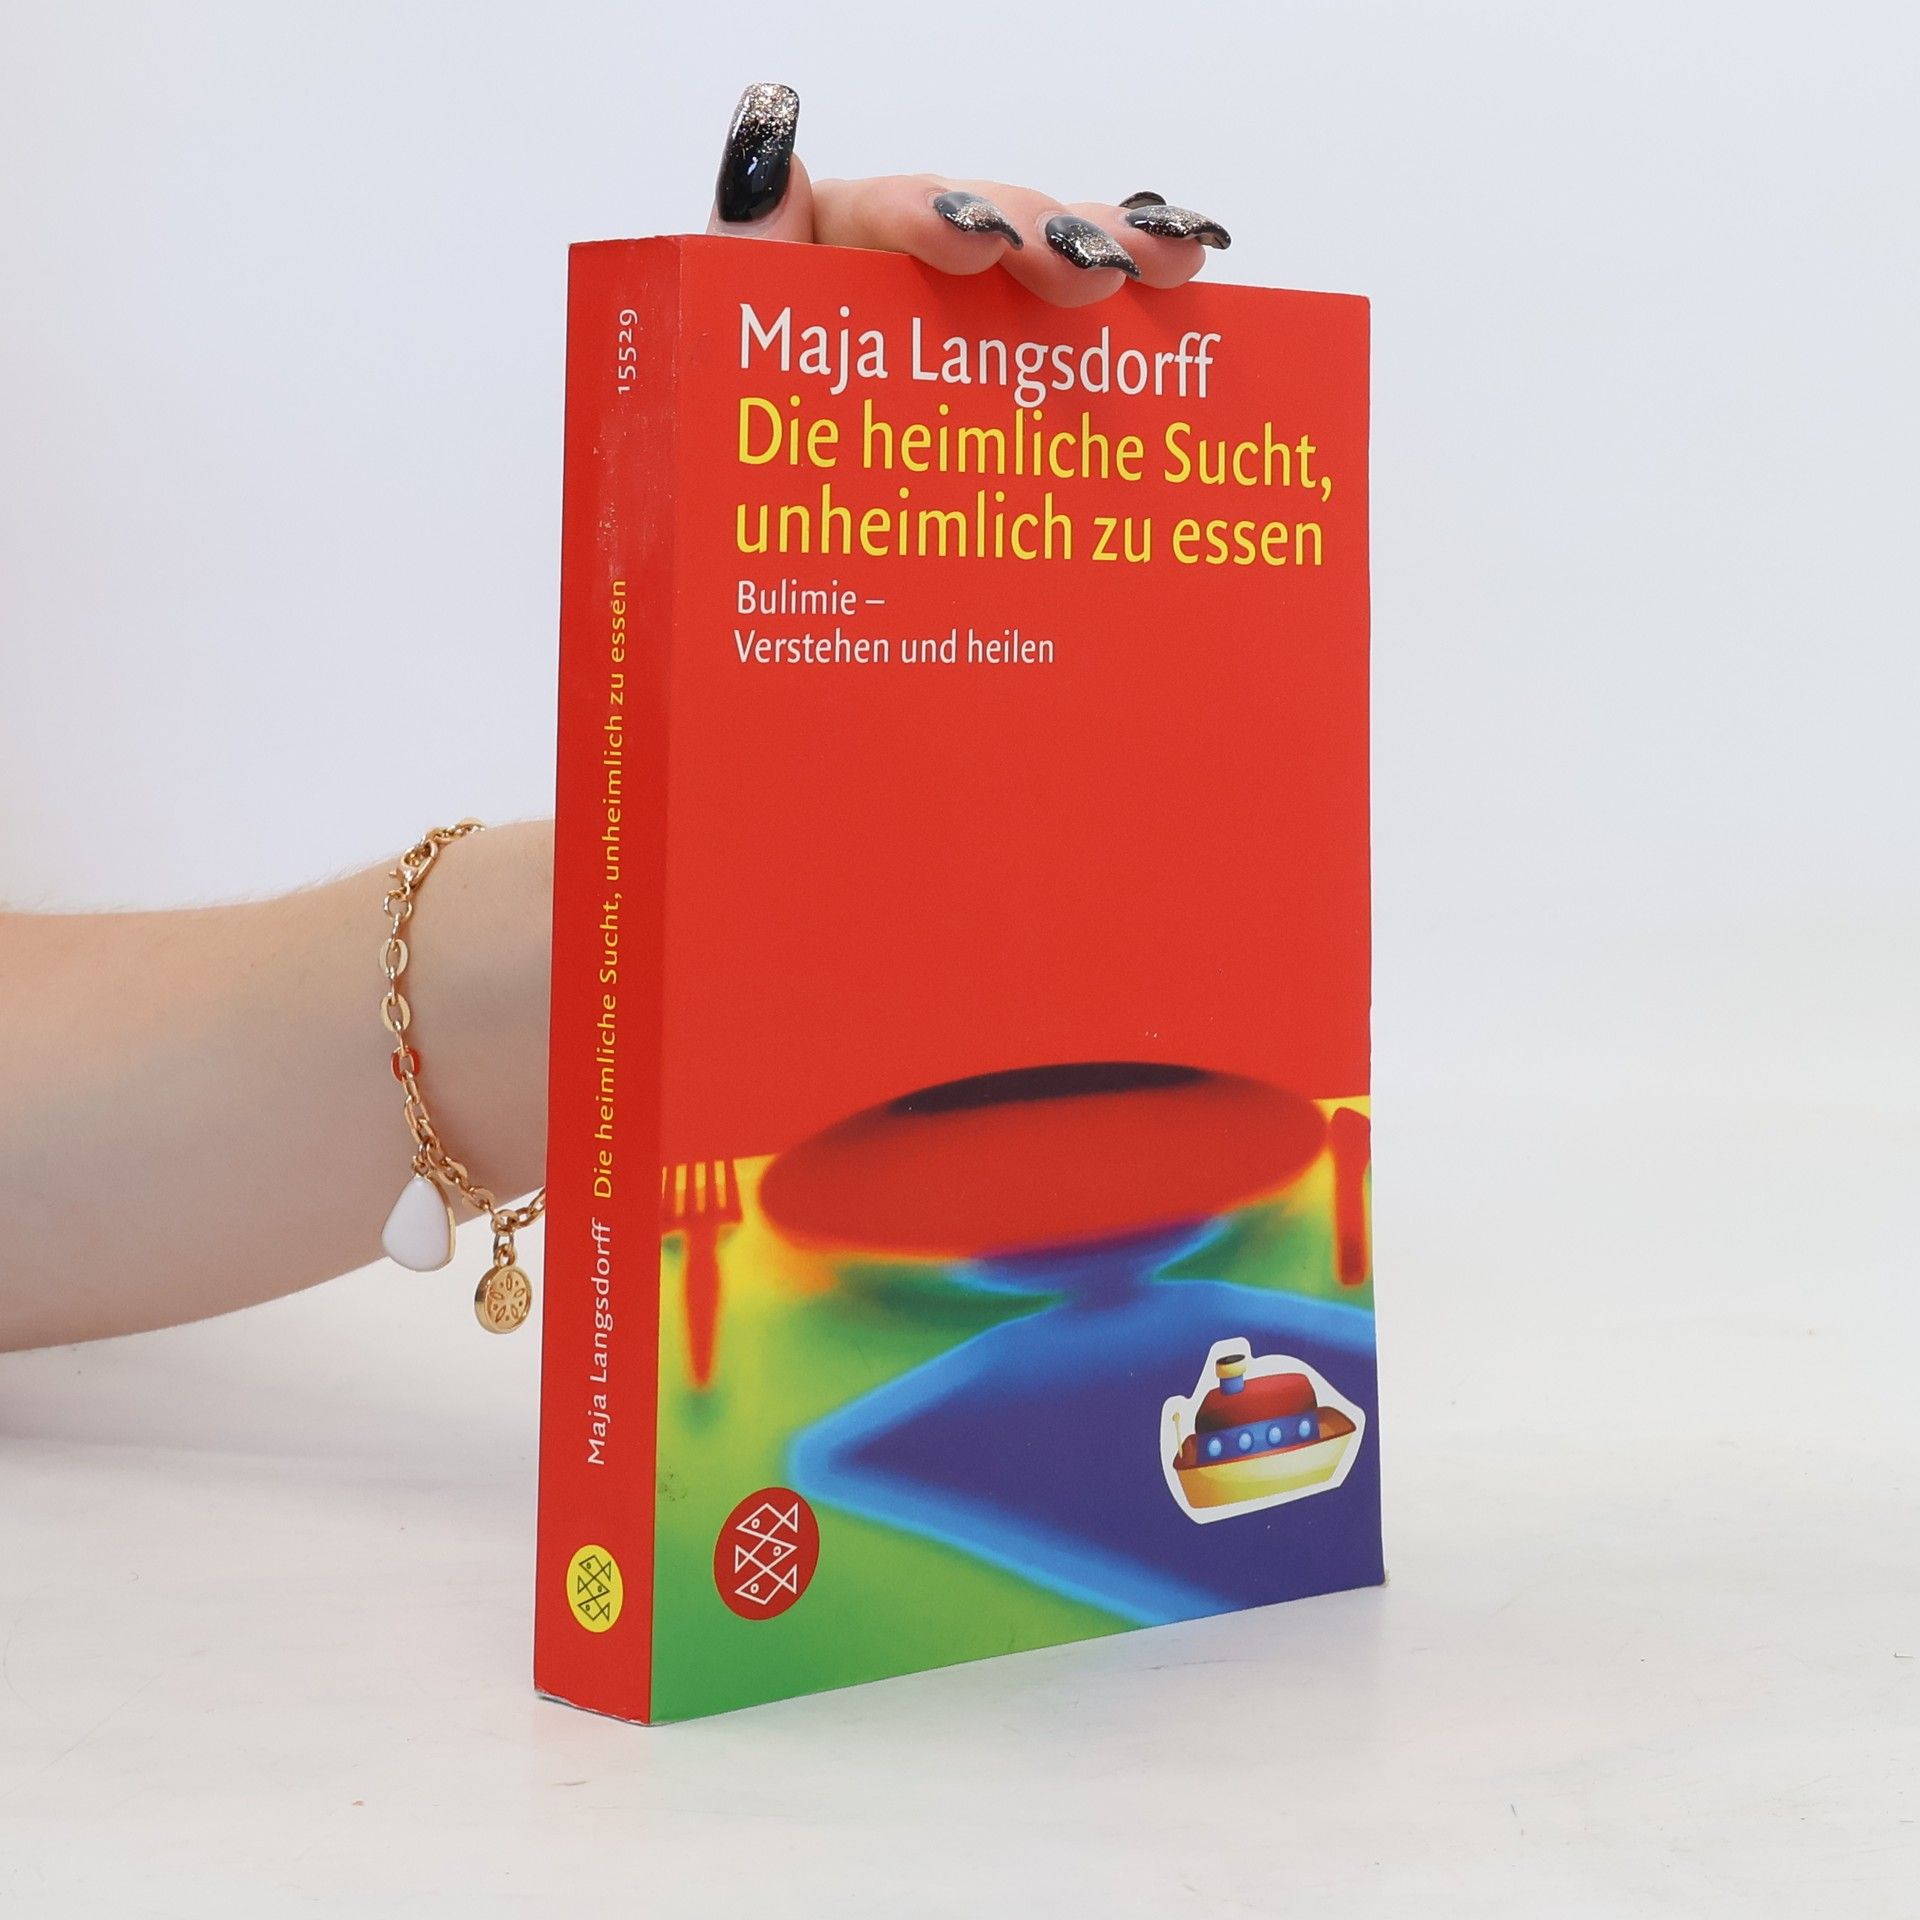 Maja Langsdorff
Die heimliche Sucht,
unheimlich zu essen
Bulimie –
Verstehen und heilen
Maja Langsdorff Die heimliche Sucht, unheimlich zu essen 15529